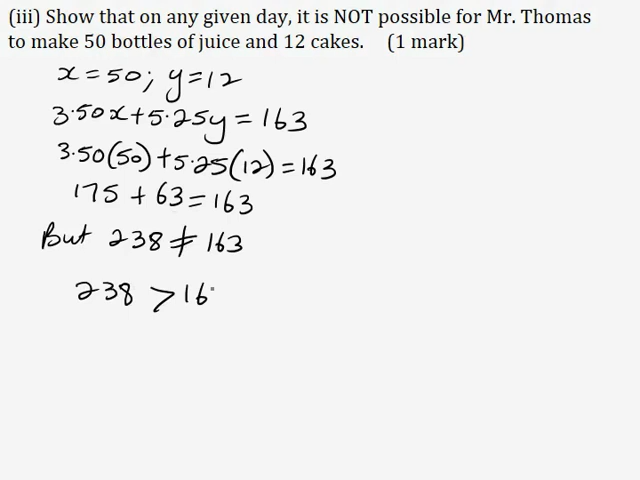 (iii) Show that on any given day, it is NOT possible for Mr. Thomas
to make 50 bottles of juice and 12 cakes. (1 mark)
x = 50; y = 12
3.50x + 5.25y = 163
3.50(50) + 5.25(12) = 163
175 + 63 = 163
But 238 ≠ 163
238 > 16